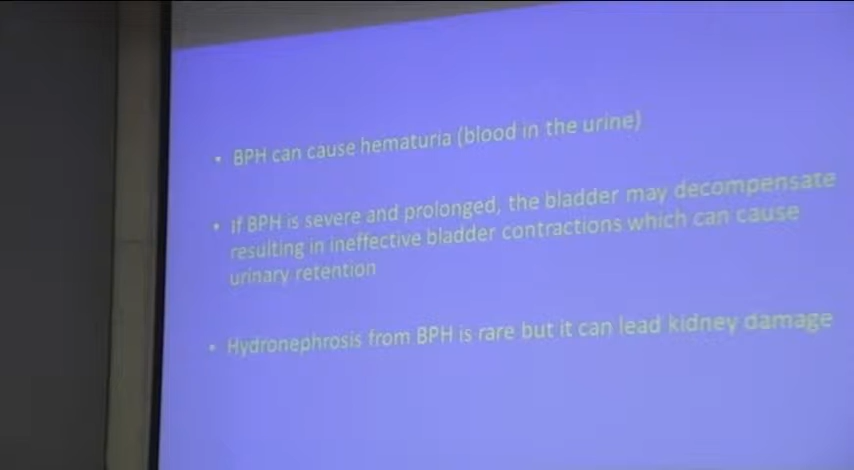 • BPH can cause hematuria (blood in the urine)
• If BPH is severe and prolonged, the bladder may decompensate
resulting in ineffective bladder contractions which can cause
urinary retention
• Hydronephrosis from BPH is rare but it can lead kidney damage